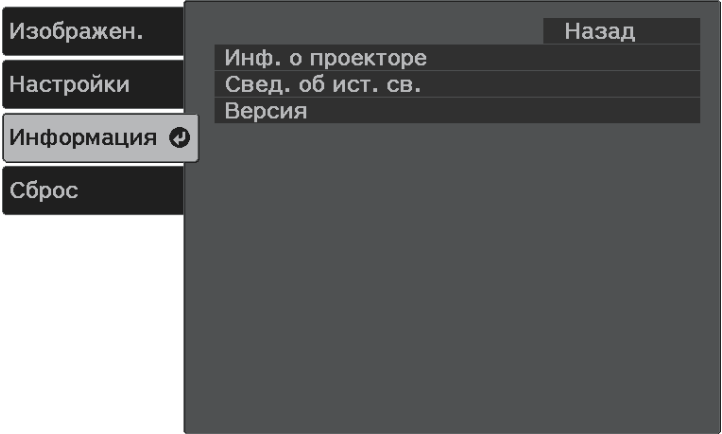 Изображен.
Настройки
Информация
Сброс
Назад
Инф. о проекторе
Свед. об ист. св.
Версия